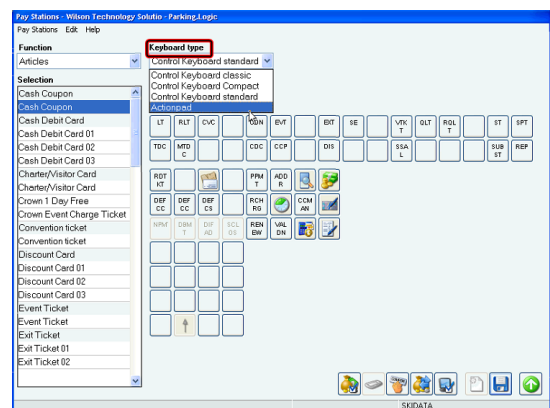 Pay Stations - Wilson Technology Solutio - Parking.Logic
Pay Stations Edit Help
Function
Articles
Selection
Cash Coupon
Cash Coupon
Cash Debit Card
Cash Debit Card 01
Cash Debit Card 02
Cash Debit Card 03
Charter/Visitor Card
Charter/Visitor Card
Crown 1 Day Free
Crown Event Charge Ticket
Convention ticket
Convention ticket
Discount Card
Discount Card 01
Discount Card 02
Discount Card 03
Event Ticket
Event Ticket
Exit Ticket
Exit Ticket 01
Exit Ticket 02
Keyboard type
Control Keyboard standard
Control Keyboard classic
Control Keyboard Compact
Control Keyboard standard
Actionpad
LT RLT CVC EVT EXT SE VTK T QLT RQL T ST SPT
TDC MTD C CDC CCP DIS SSA L SUB ST REP
RDT KT PPM T ADD R
DEF CC DEF CC DEF CS RCH RG CCM AN
NPM DBM T DIF AD SCL OS REN EW VAL DN
SKIDATA